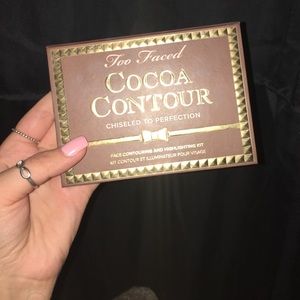 Too Faced
COCOA
CONTOUR
CHISELED TO PERFECTION
FACE CONTOURING AND HIGHLIGHTING KIT
KIT CONTOUR ET ILLUMINATEUR POUR VISAGE